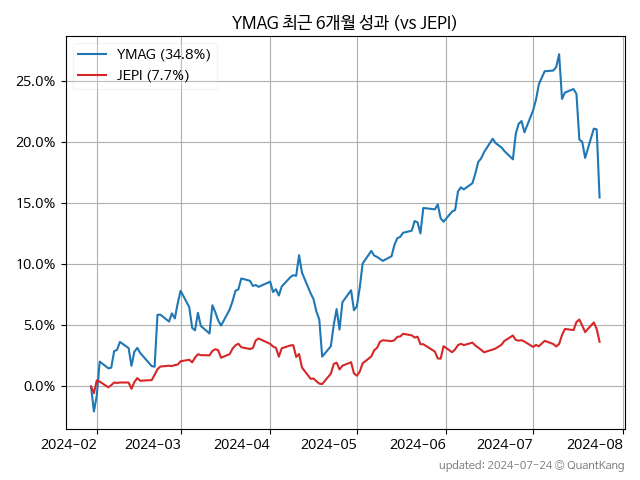 YMAG 최근 6개월 성과 (vs JEPI)
YMAG (34.8%)
JEPI (7.7%)
25.0%
20.0%
15.0%
10.0%
5.0%
0.0%
2024-02 2024-03 2024-04 2024-05 2024-06 2024-07 2024-08
updated: 2024-07-24 © QuantKang